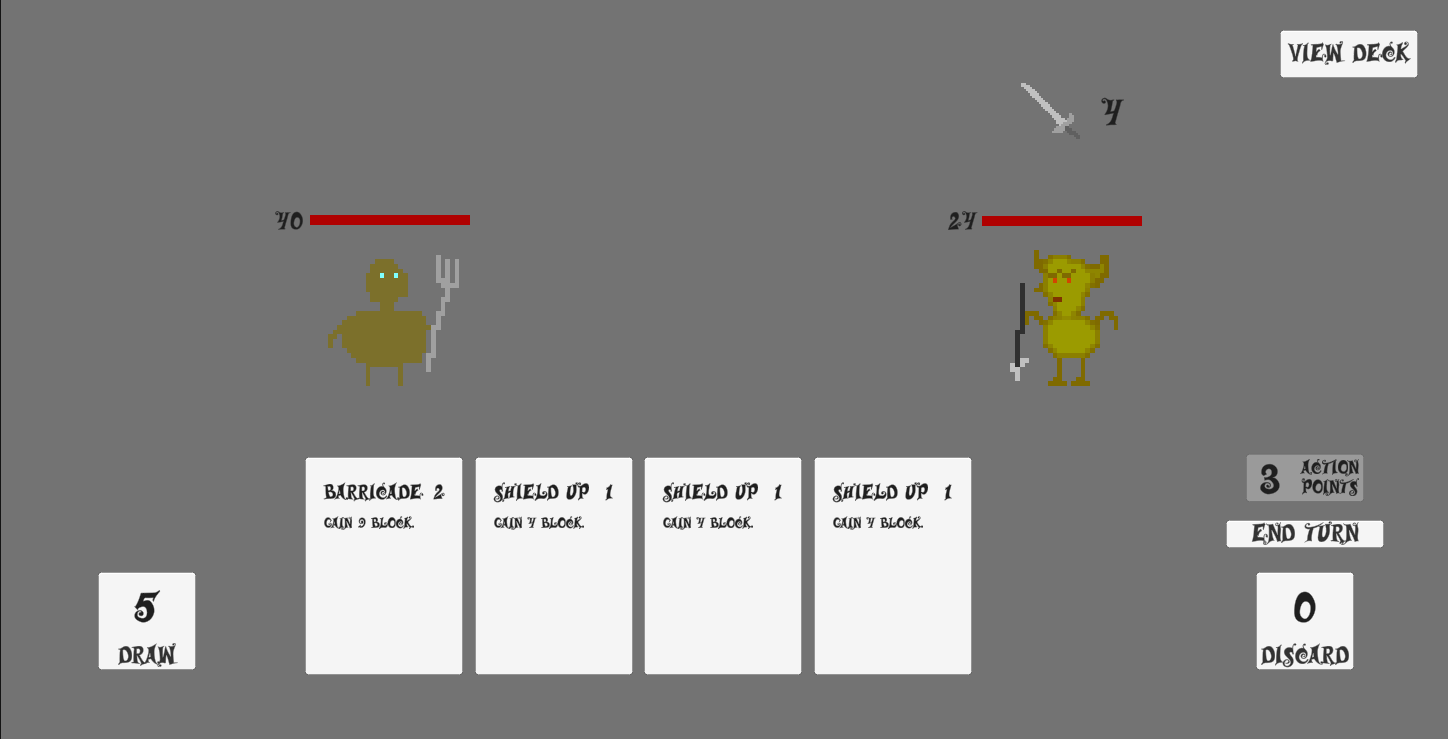 VIEW DECK
4
40
24
BARRICADE 2
GAIN 9 BLOCK.
SHIELD UP 1
GAIN 4 BLOCK.
SHIELD UP 1
GAIN 4 BLOCK.
SHIELD UP 1
GAIN 4 BLOCK.
3 ACTION
POINTS
END TURN
5
DRAW
0
DISCARD